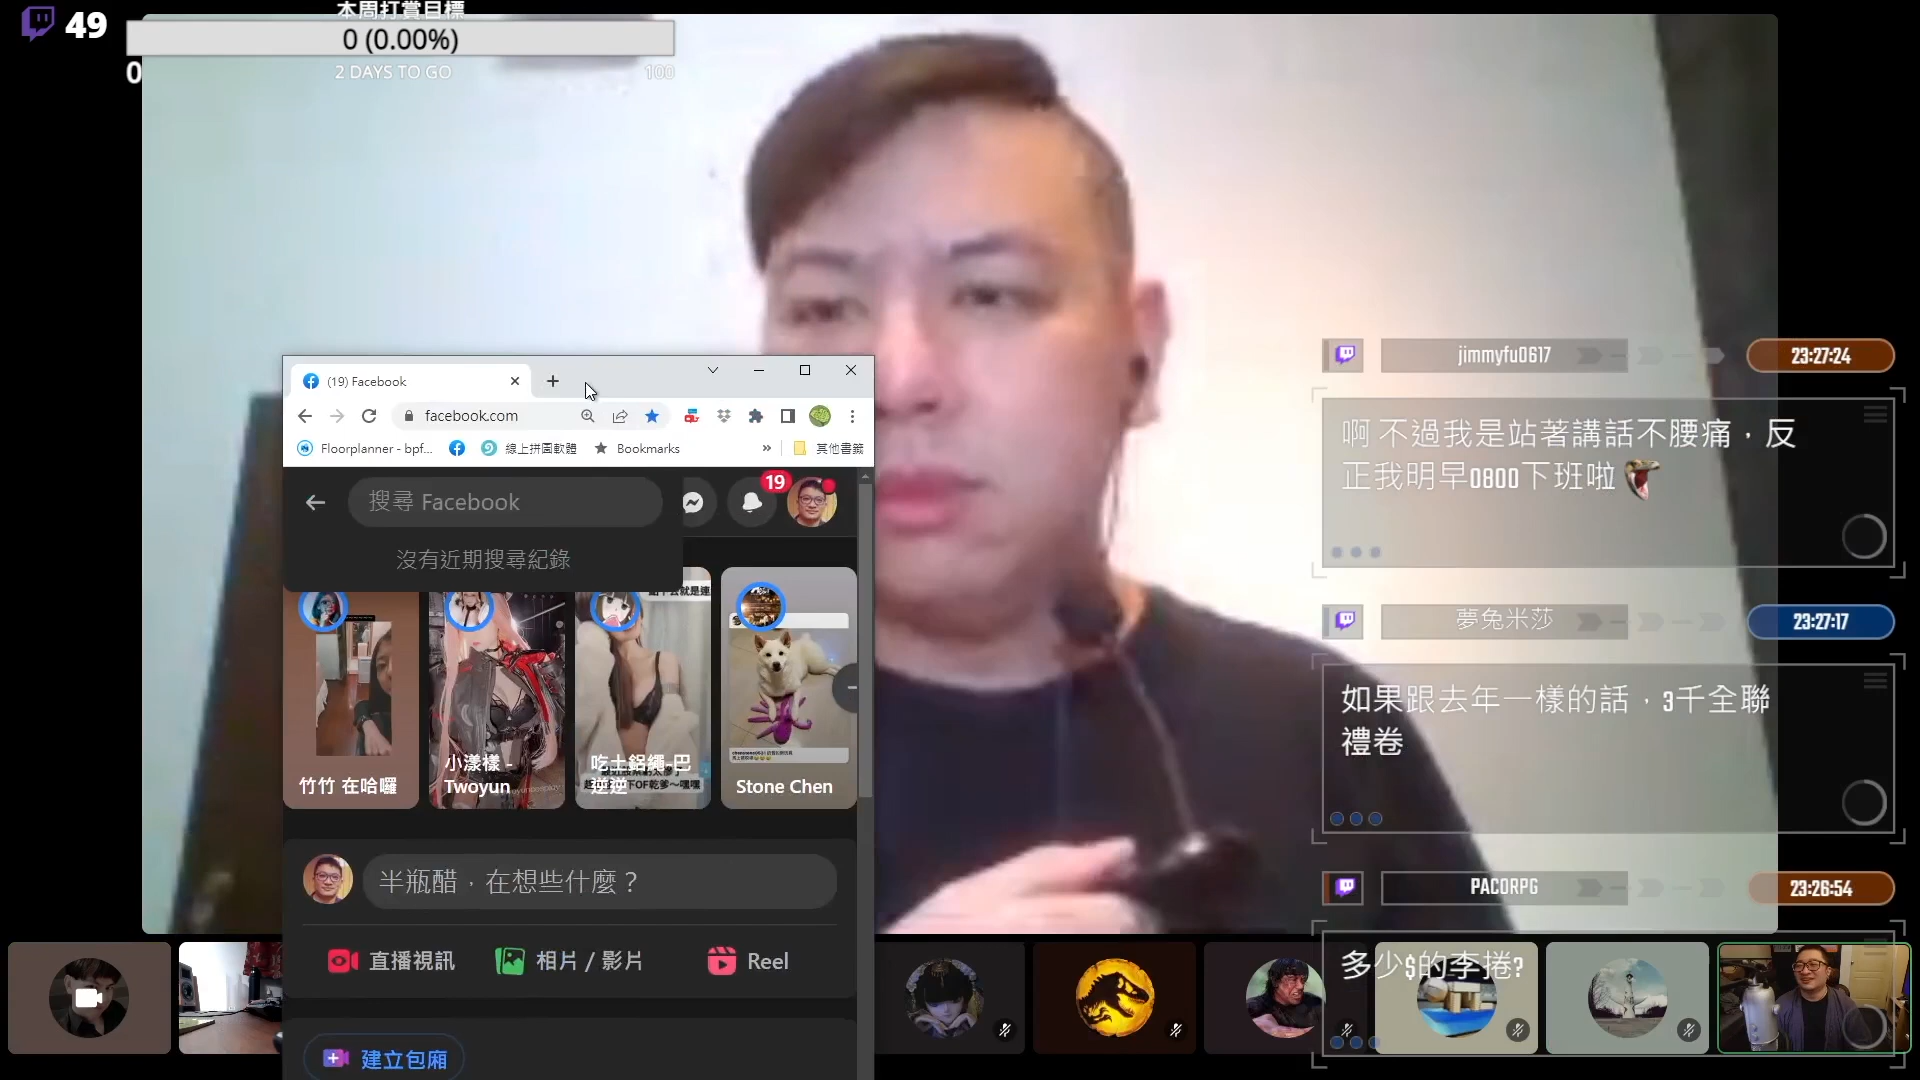 49
本周打賞目標
0 (0.00%)
0
2 DAYS TO GO
100
(19) Facebook
facebook.com
Floorplanner - bpf...
線上拼圖軟體
Bookmarks
»
其他書籤
搜尋 Facebook
19
沒有近期搜尋紀錄
竹竹 在哈囉
小漾樣 -
Twoyun
吃土鋁繩-巴
逆逆
Stone Chen
半瓶醋，在想些什麼？
直播視訊
相片 / 影片
Reel
建立包廂
jimmyfu0617
23:27:24
啊 不過我是站著講話不腰痛，反
正我明早0800下班啦
夢兔米莎
23:27:17
如果跟去年一樣的話，3千全聯
禮卷
PACORPG
23:26:54
多少$的李捲?